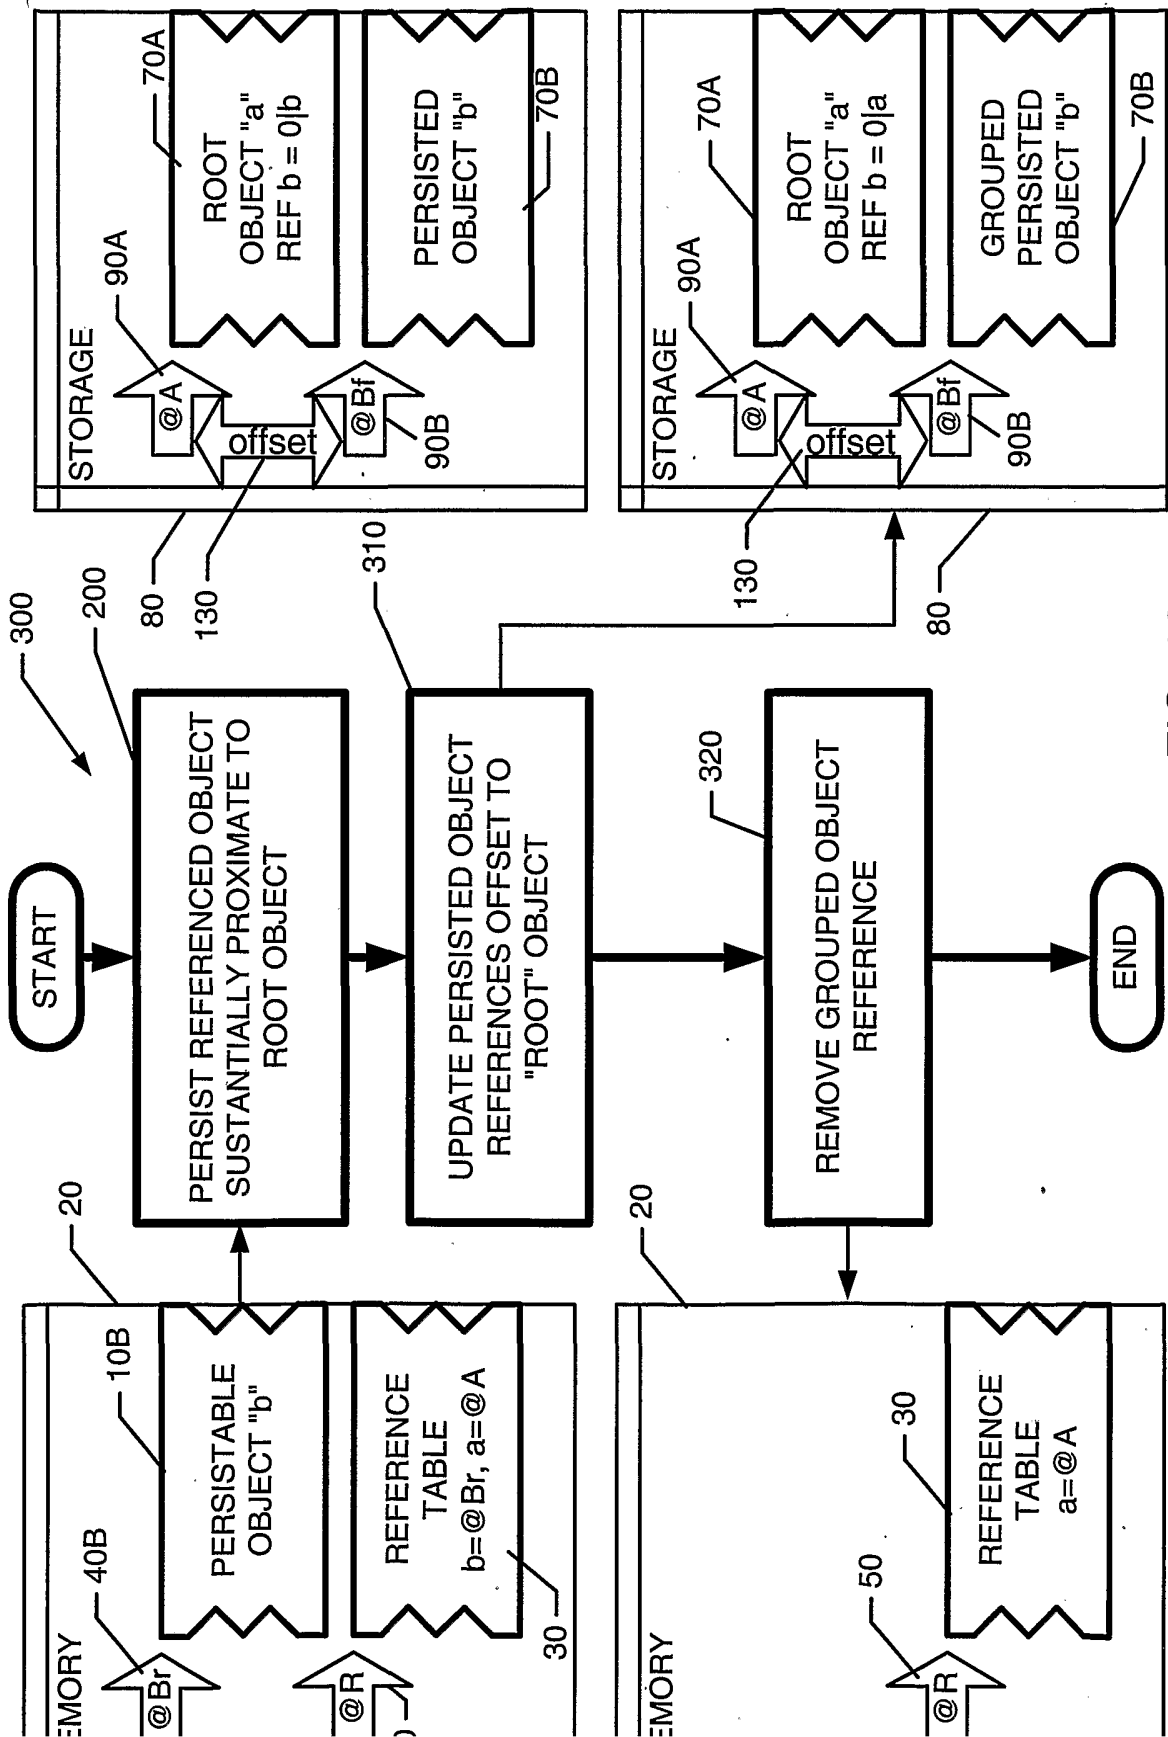 300
START
200
PERSIST REFERENCED OBJECT
SUSTANTIALLY PROXIMATE TO
ROOT OBJECT
310
UPDATE PERSISTED OBJECT
REFERENCES OFFSET TO
"ROOT" OBJECT
320
REMOVE GROUPED OBJECT
REFERENCE
END
EMORY
20
40B
@Br
10B
PERSISTABLE
OBJECT "b"
@R
REFERENCE
TABLE
b=@Br, a=@A
30
STORAGE
80
130
90A
@A
offset
@Bf
90B
70A
ROOT
OBJECT "a"
REF b = 0|b
PERSISTED
OBJECT "b"
70B
EMORY
20
50
@R
30
REFERENCE
TABLE
a=@A
STORAGE
80
130
90A
@A
offset
@Bf
90B
70A
ROOT
OBJECT "a"
REF b = 0|a
GROUPED
PERSISTED
OBJECT "b"
70B